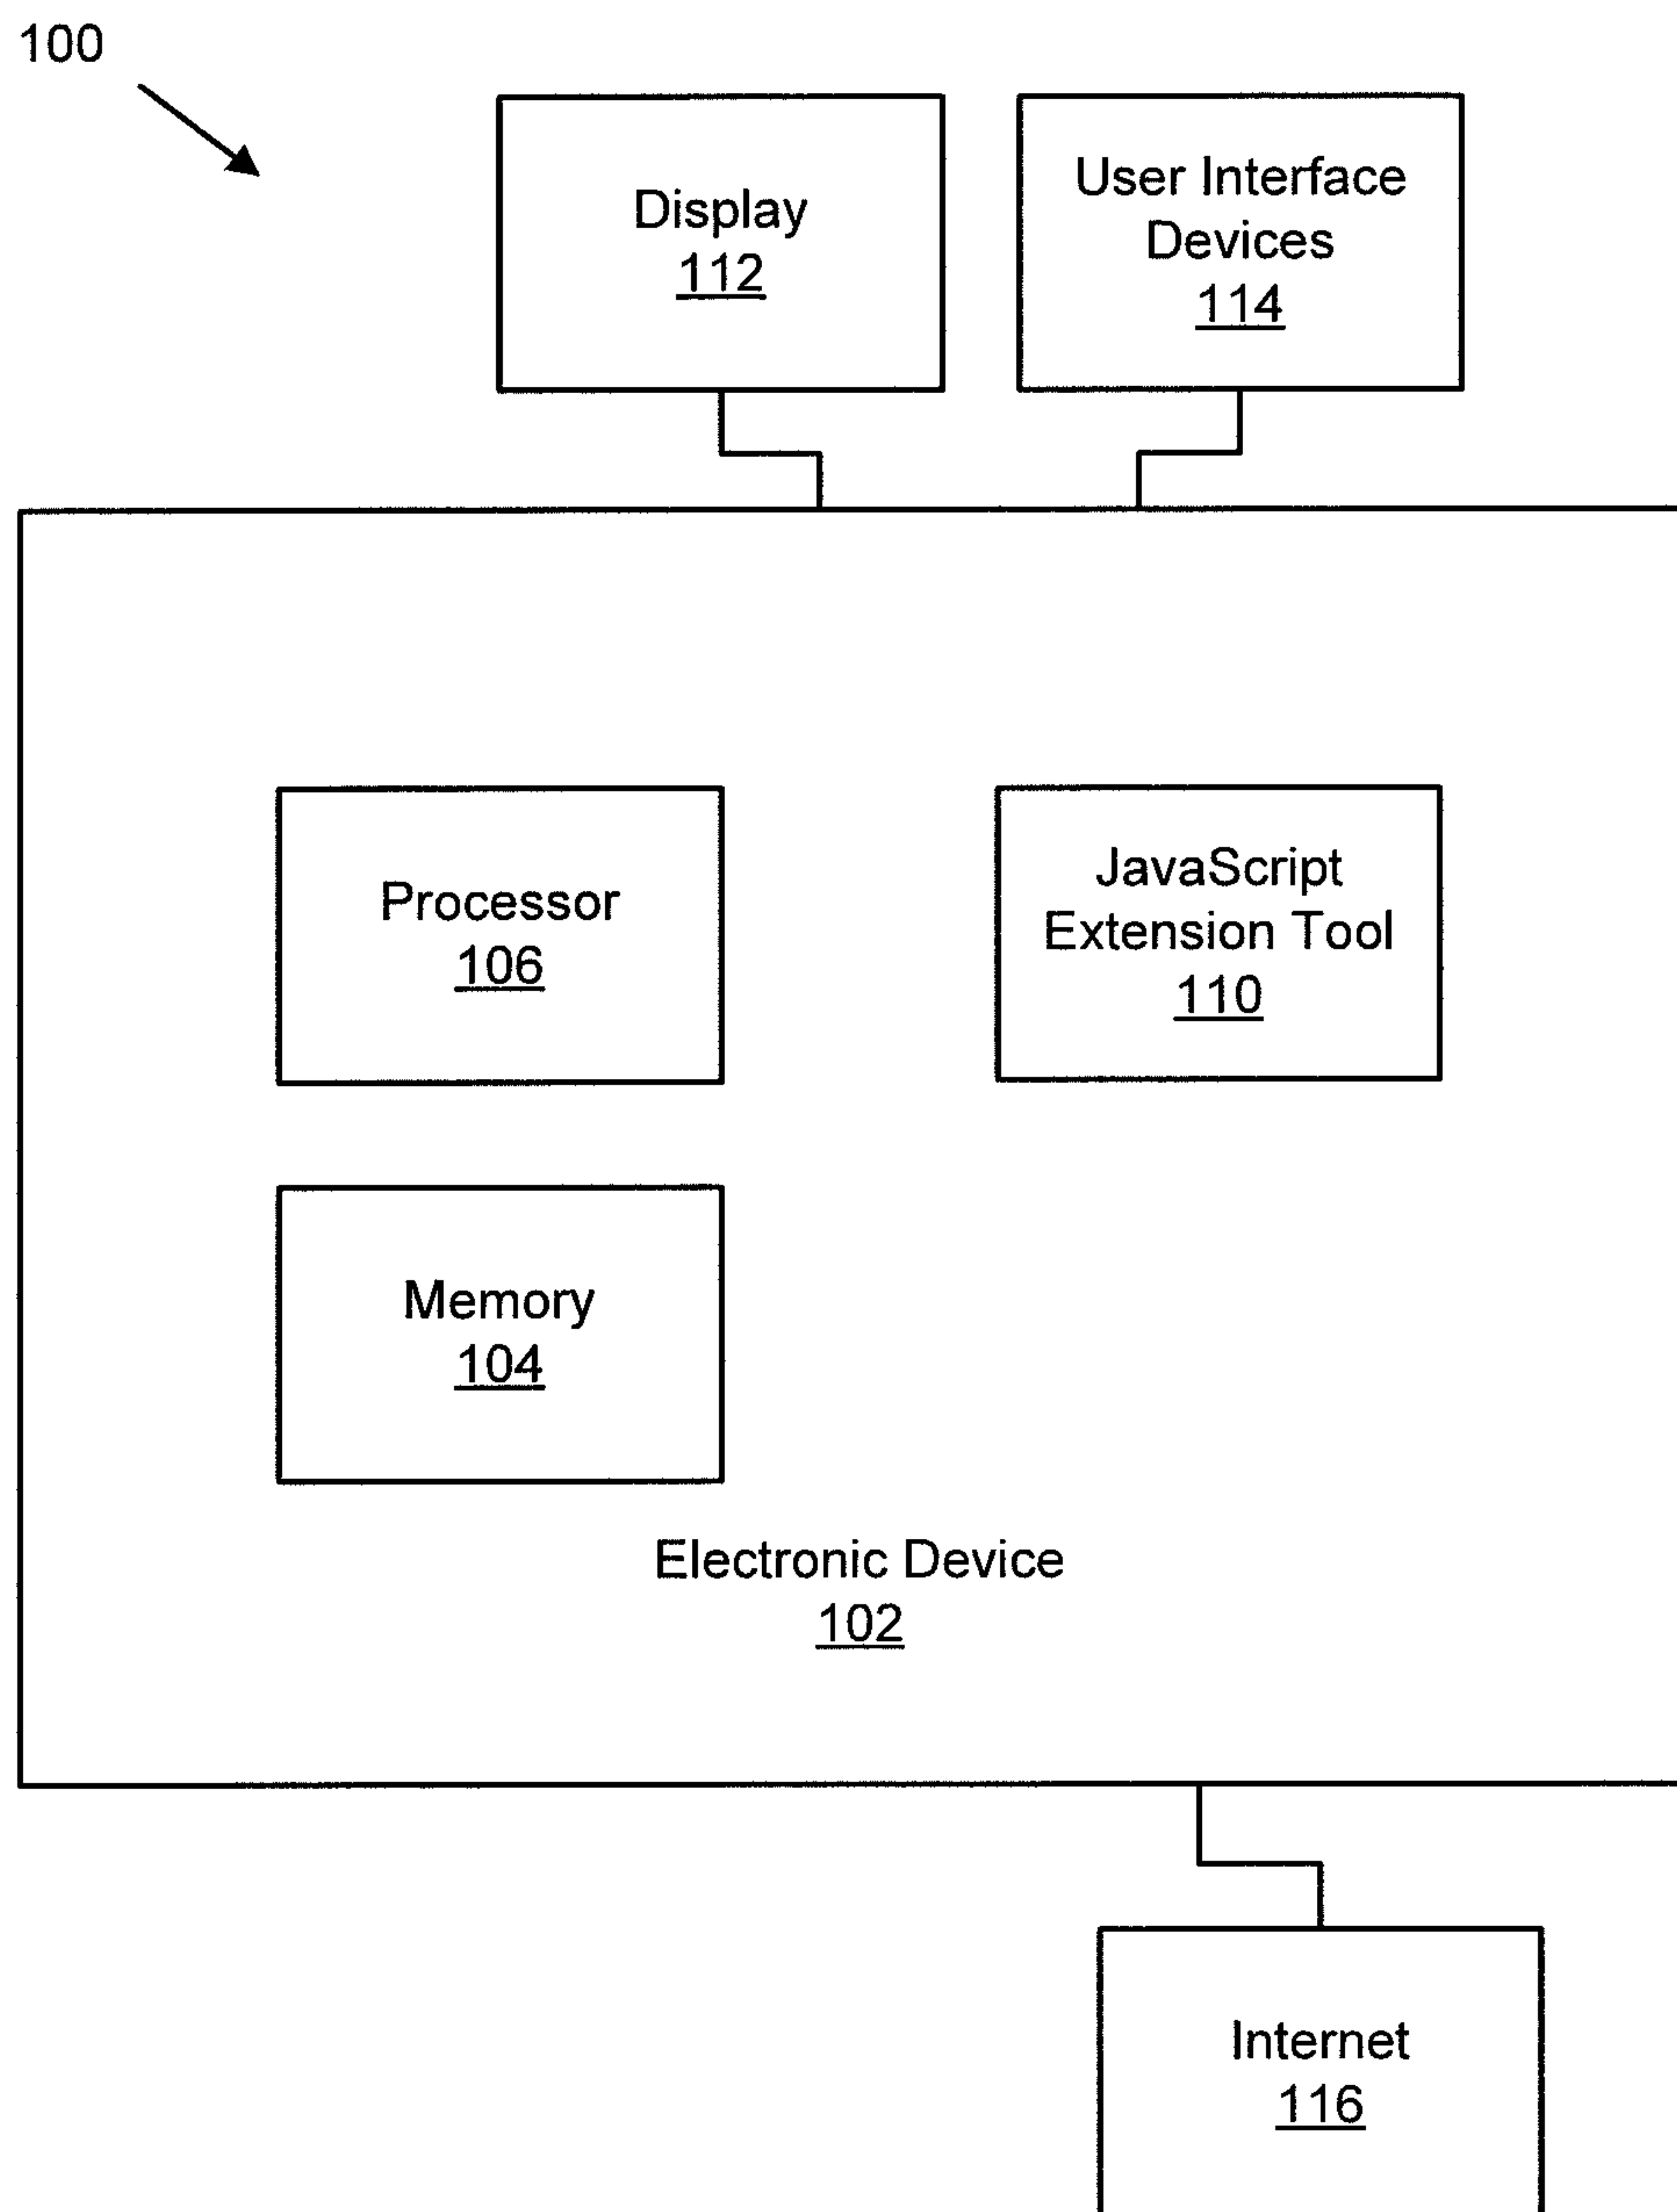 100
Display
112
User Interface
Devices
114
Processor
106
JavaScript
Extension Tool
110
Memory
104
Electronic Device
102
Internet
116